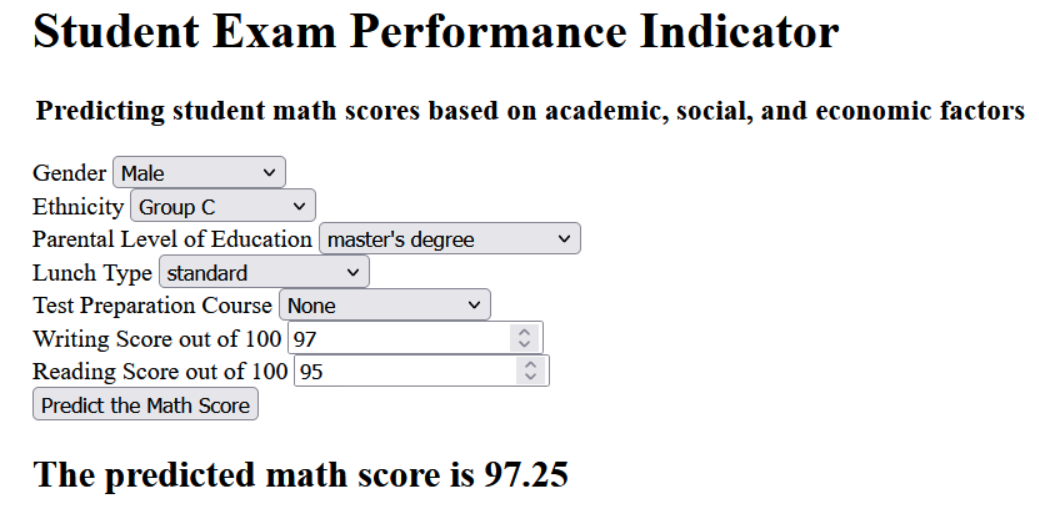 Student Exam Performance Indicator
Predicting student math scores based on academic, social, and economic factors
Gender Male
Ethnicity Group C
Parental Level of Education master's degree
Lunch Type standard
Test Preparation Course None
Writing Score out of 100 97
Reading Score out of 100 95
Predict the Math Score
The predicted math score is 97.25